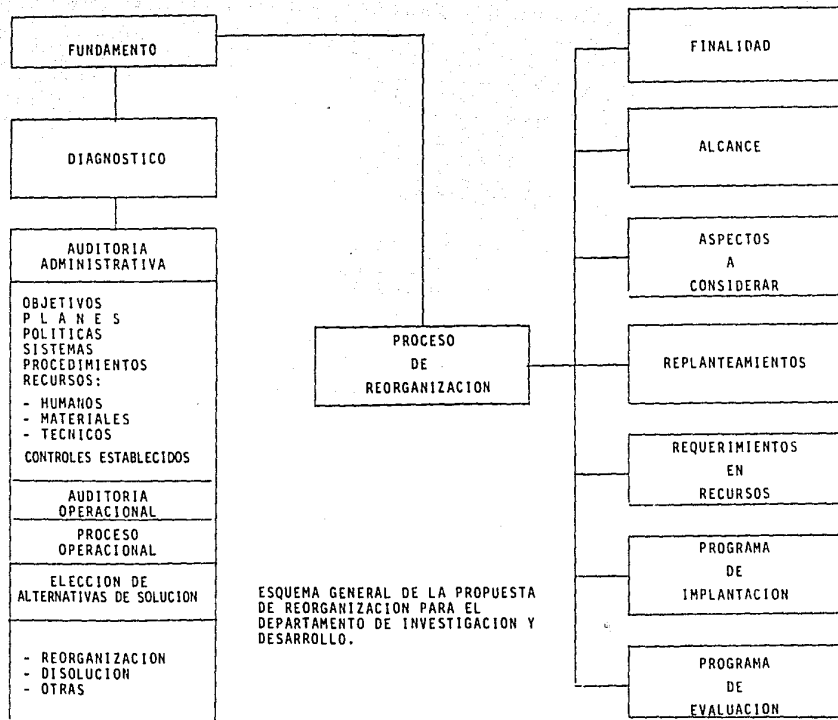 FUNDAMENTO
DIAGNOSTICO
AUDITORIA
ADMINISTRATIVA
OBJETIVOS
P L A N E S
POLITICAS
SISTEMAS
PROCEDIMIENTOS
RECURSOS:
- HUMANOS
- MATERIALES
- TECNICOS
CONTROLES ESTABLECIDOS
AUDITORIA
OPERACIONAL
PROCESO
OPERACIONAL
ELECCION DE
ALTERNATIVAS DE SOLUCION
- REORGANIZACION
- DISOLUCION
- OTRAS
PROCESO
DE
REORGANIZACION
ESQUEMA GENERAL DE LA PROPUESTA
DE REORGANIZACION PARA EL
DEPARTAMENTO DE INVESTIGACION Y
DESARROLLO.
FINALIDAD
ALCANCE
ASPECTOS
A
CONSIDERAR
REPLANTEAMIENTOS
REQUERIMIENTOS
EN
RECURSOS
PROGRAMA
DE
IMPLANTACION
PROGRAMA
DE
EVALUACION